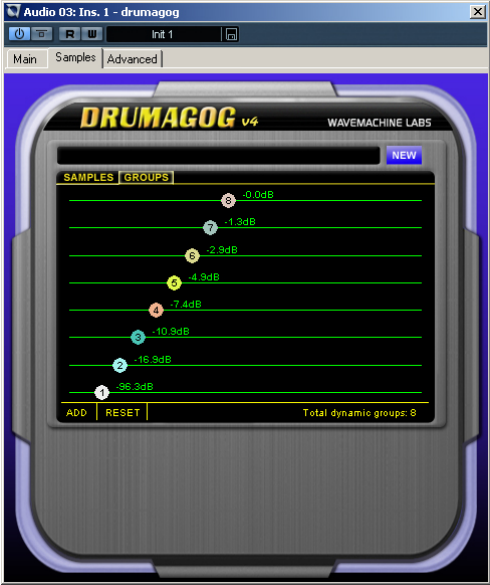 Audio 03: Ins. 1 - drumagog
R W Init 1
Main Samples Advanced
DRUMAGOG v4 WAVEMACHINE LABS
NEW
SAMPLES GROUPS
8 -0.0dB
7 -1.3dB
6 -2.9dB
5 -4.9dB
4 -7.4dB
3 -10.9dB
2 -16.9dB
1 -96.3dB
ADD RESET Total dynamic groups: 8